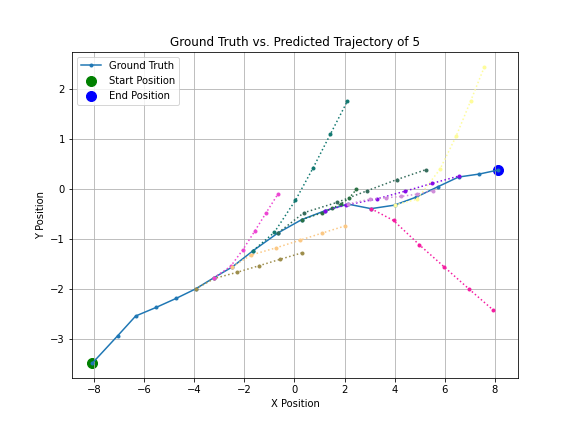 Ground Truth vs. Predicted Trajectory of 5
Ground Truth
Start Position
End Position
Y Position
2
1
0
−1
−2
−3
−8
−6
−4
−2
0
2
4
6
8
X Position